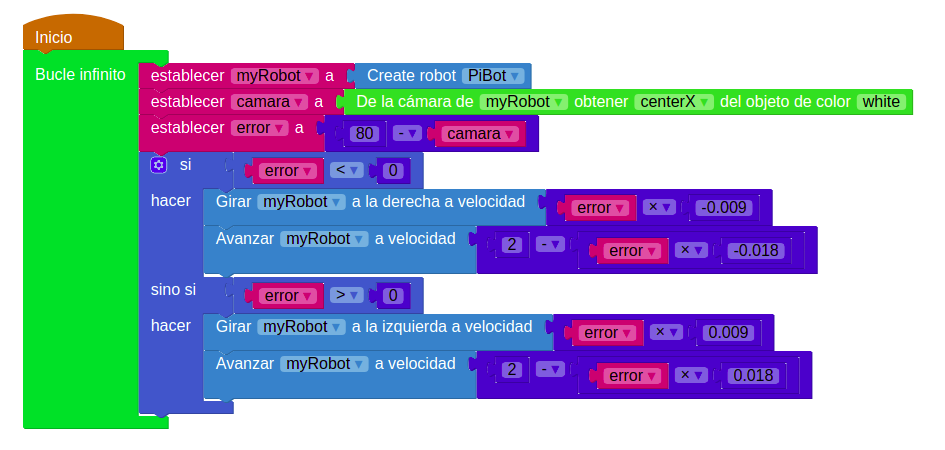 Inicio
Bucle infinito establecer myRobot a Create robot PiBot
establecer camara a De la cámara de myRobot obtener centerX del objeto de color white
establecer error a 80 - camara
si error < 0
hacer Girar myRobot a la derecha a velocidad error × -0.009
Avanzar myRobot a velocidad 2 - error × -0.018
sino si error > 0
hacer Girar myRobot a la izquierda a velocidad error × 0.009
Avanzar myRobot a velocidad 2 - error × 0.018